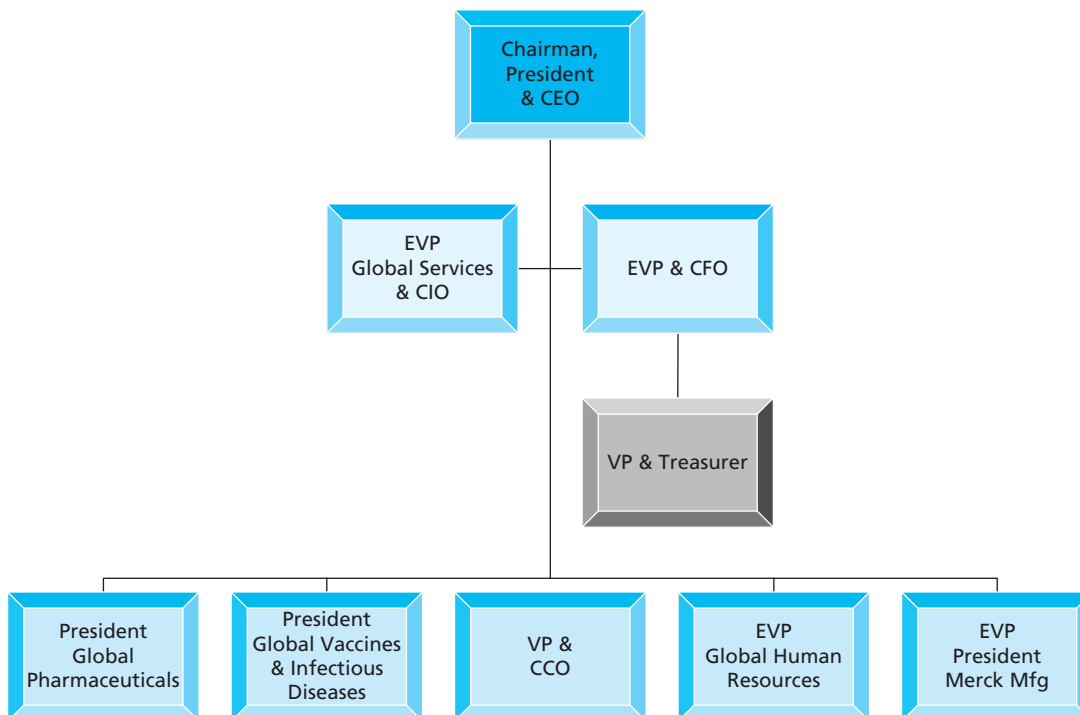 Chairman,
President
& CEO
EVP
Global Services
& CIO
EVP & CFO
VP & Treasurer
President
Global
Pharmaceuticals
President
Global Vaccines
& Infectious
Diseases
VP &
CCO
EVP
Global Human
Resources
EVP
President
Merck Mfg